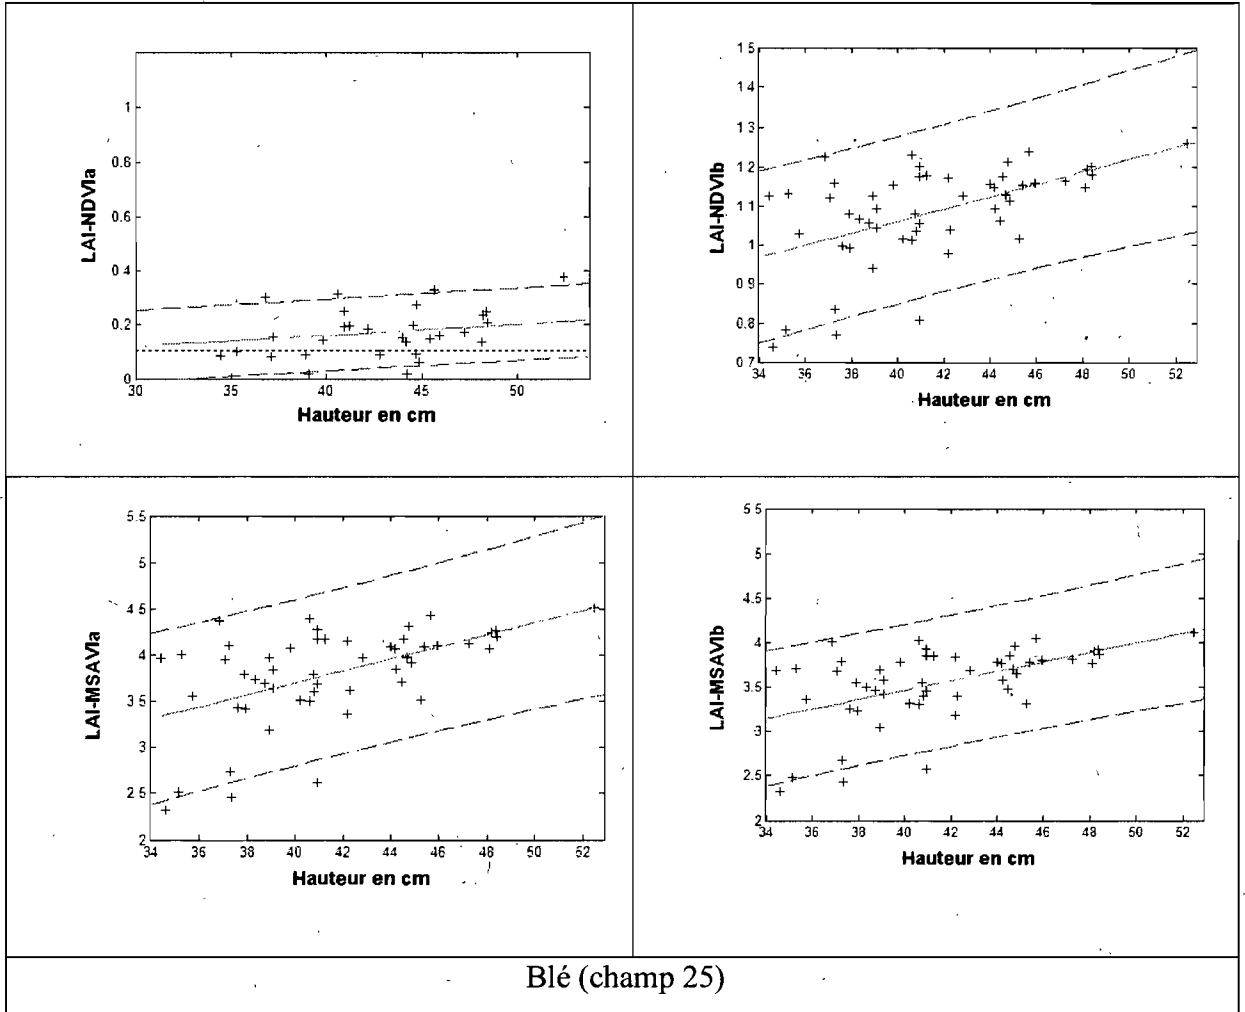 1
0.8
0.6
0.4
0.2
0
30 35 40 45 50
LAI-NDVIa
Hauteur en cm
1 5
1 4
1.3
1.2
1.1
1
0 9
0.8
0 7
34 36 38 40 42 44 46 48 50 52
LAI-NDVIb
Hauteur en cm
5.5
5
4.5
4
3.5
3
2 5
2
34 36 38 40 42 44 46 48 50 52
LAI-MSAVIa
Hauteur en cm
5 5
5
4.5
4
3.5
3
2.5
2
34 36 38 40 42 44 46 48 50 52
LAI-MSAVIb
Hauteur en cm
Blé (champ 25)